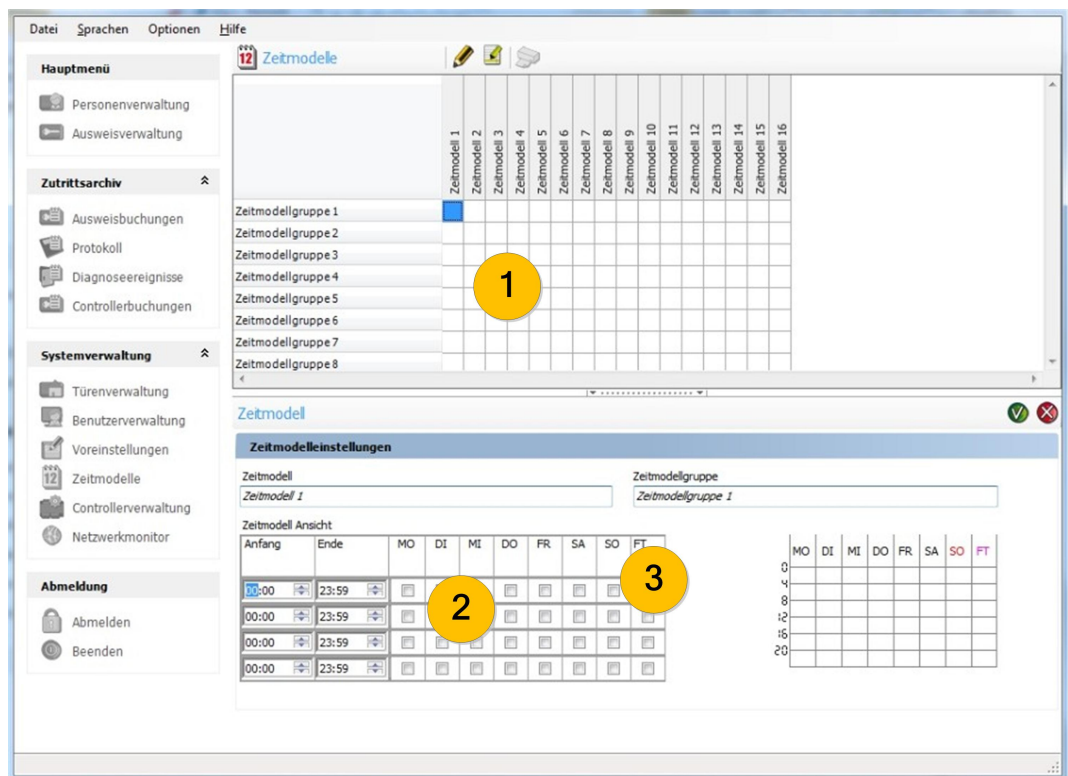 Datei Sprachen Optionen Hilfe
Hauptmenü
Personenverwaltung
Ausweisverwaltung
Zutrittsarchiv
Ausweisbuchungen
Protokoll
Diagnoseereignisse
Controllerbuchungen
Systemverwaltung
Türenverwaltung
Benutzerverwaltung
Voreinstellungen
12 Zeitmodelle
Controllerverwaltung
Netzwerkmonitor
Abmeldung
Abmelden
Beenden
12 Zeitmodelle
Zeitmodell 1
Zeitmodell 2
Zeitmodell 3
Zeitmodell 4
Zeitmodell 5
Zeitmodell 6
Zeitmodell 7
Zeitmodell 8
Zeitmodell 9
Zeitmodell 10
Zeitmodell 11
Zeitmodell 12
Zeitmodell 13
Zeitmodell 14
Zeitmodell 15
Zeitmodell 16
Zeitmodellgruppe 1
Zeitmodellgruppe 2
Zeitmodellgruppe 3
Zeitmodellgruppe 4
Zeitmodellgruppe 5
Zeitmodellgruppe 6
Zeitmodellgruppe 7
Zeitmodellgruppe 8
1
Zeitmodell
Zeitmodelleinstellungen
Zeitmodell Zeitmodellgruppe
Zeitmodell 1 Zeitmodellgruppe 1
Zeitmodell Ansicht
Anfang Ende MO DI MI DO FR SA SO FT
00:00 23:59
00:00 23:59
00:00 23:59
00:00 23:59
2
3
MO DI MI DO FR SA SO FT
0
4
8
12
16
20